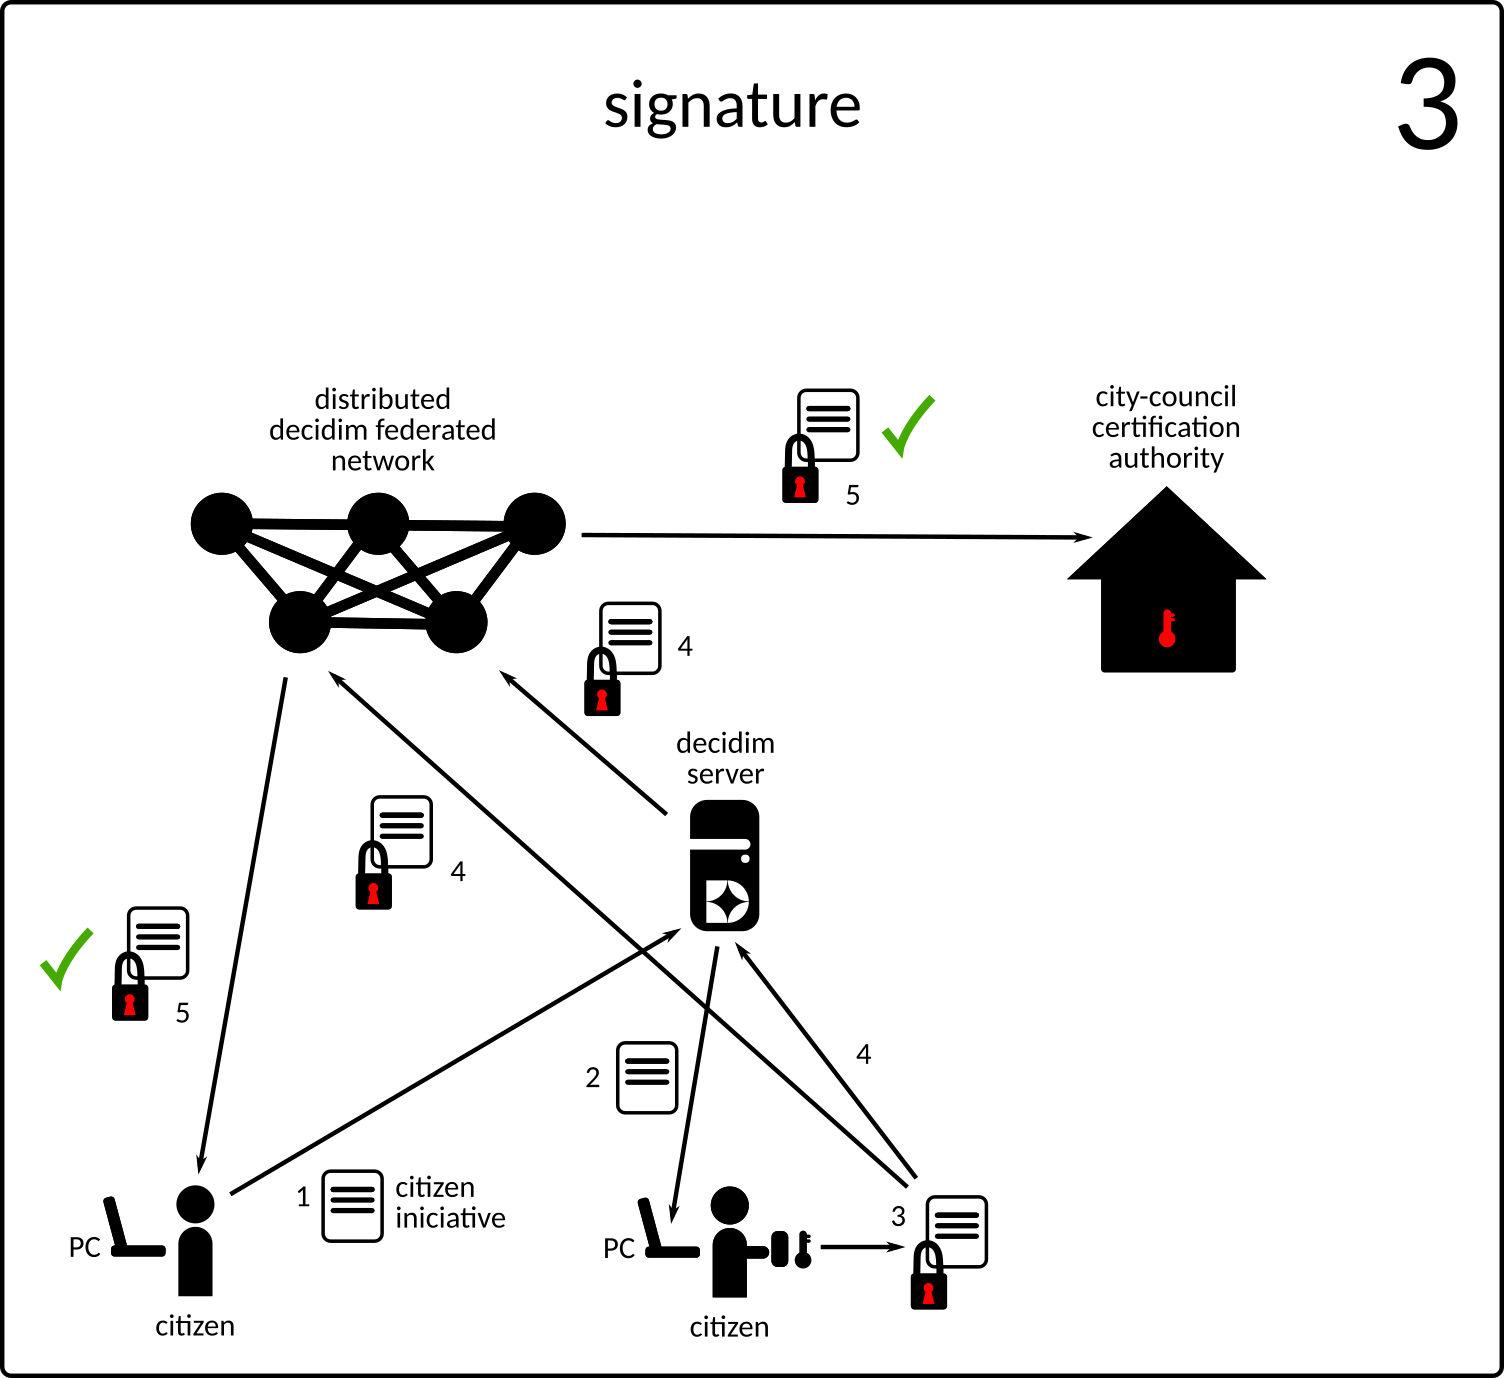 signature
3
distributed
decidim federated
network
5
city-council
certification
authority
4
decidim
server
4
5
2
4
1
citizen
iniciative
PC
citizen
PC
3
citizen